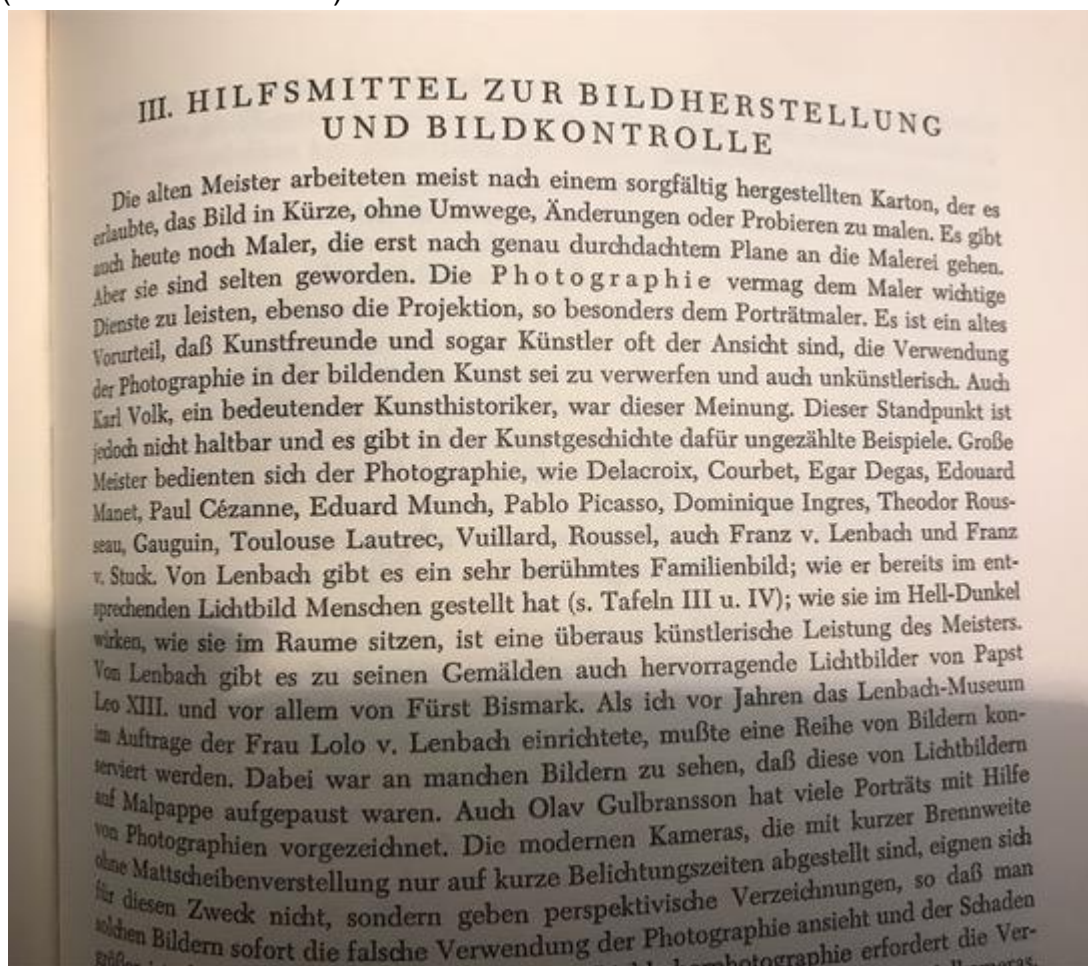 III. HILFSMITTEL ZUR BILDHERSTELLUNG
UND BILDKONTROLLE
Die alten Meister arbeiteten meist nach einem sorgfältig hergestellten Karton, der es
erlaubte, das Bild in Kürze, ohne Umwege, Änderungen oder Probieren zu malen. Es gibt
auch heute noch Maler, die erst nach genau durchdachtem Plane an die Malerei gehen.
Aber sie sind selten geworden. Die Photographie vermag dem Maler wichtige
Dienste zu leisten, ebenso die Projektion, so besonders dem Porträtmaler. Es ist ein altes
Vorurteil, daß Kunstfreunde und sogar Künstler oft der Ansicht sind, die Verwendung
der Photographie in der bildenden Kunst sei zu verwerfen und auch unkünstlerisch. Auch
Karl Volk, ein bedeutender Kunsthistoriker, war dieser Meinung. Dieser Standpunkt ist
jedoch nicht haltbar und es gibt in der Kunstgeschichte dafür ungezählte Beispiele. Große
Meister bedienten sich der Photographie, wie Delacroix, Courbet, Egar Degas, Edouard
Manet, Paul Cézanne, Eduard Munch, Pablo Picasso, Dominique Ingres, Theodor Rous-
seau, Gauguin, Toulouse Lautrec, Vuillard, Roussel, auch Franz v. Lenbach und Franz
v. Stuck. Von Lenbach gibt es ein sehr berühmtes Familienbild; wie er bereits im ent-
sprechenden Lichtbild Menschen gestellt hat (s. Tafeln III u. IV); wie sie im Hell-Dunkel
wirken, wie sie im Raume sitzen, ist eine überaus künstlerische Leistung des Meisters.
Von Lenbach gibt es zu seinen Gemälden auch hervorragende Lichtbilder von Papst
Leo XIII. und vor allem von Fürst Bismark. Als ich vor Jahren das Lenbach-Museum
im Auftrage der Frau Lolo v. Lenbach einrichtete, mußte eine Reihe von Bildern kon-
serviert werden. Dabei war an manchen Bildern zu sehen, daß diese von Lichtbildern
auf Malpappe aufgepaust waren. Auch Olav Gulbransson hat viele Porträts mit Hilfe
von Photographien vorgezeichnet. Die modernen Kameras, die mit kurzer Brennweite
ohne Mattscheibenverstellung nur auf kurze Belichtungszeiten abgestellt sind, eignen sich
für diesen Zweck nicht, sondern geben perspektivische Verzeichnungen, so daß man
solchen Bildern sofort die falsche Verwendung der Photographie ansieht und der Schaden
erfordert die Ver-